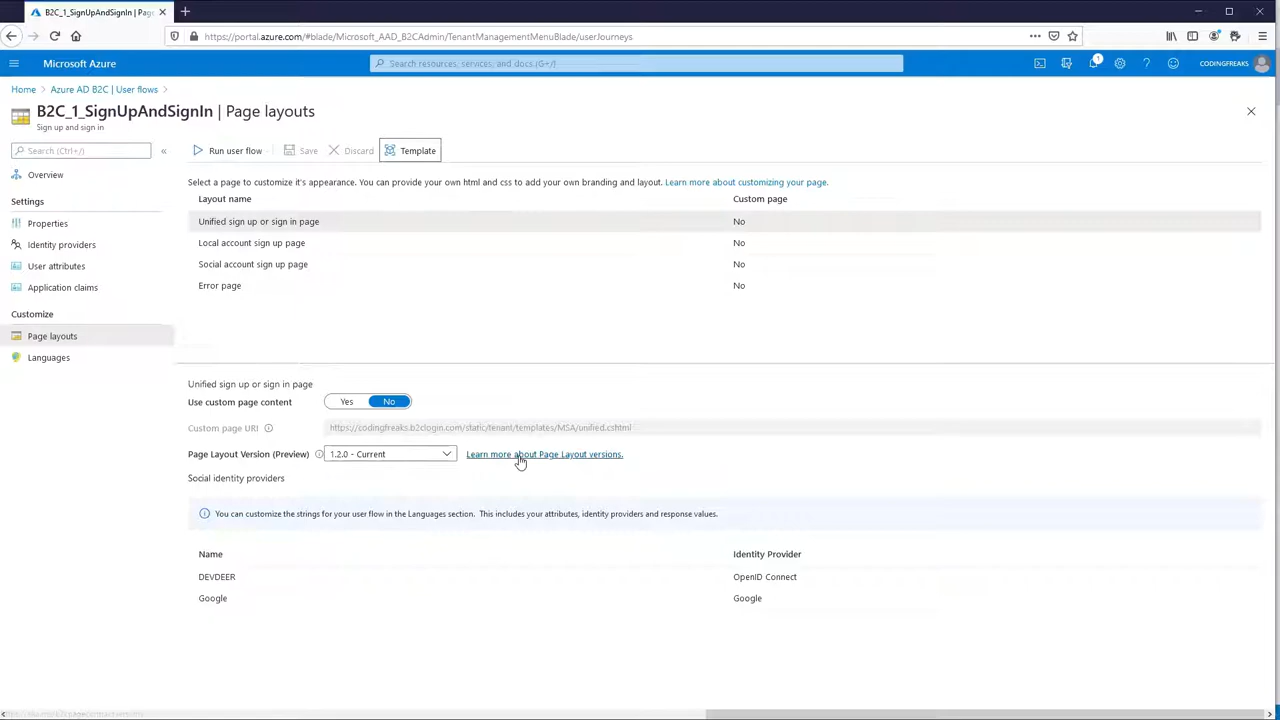 B2C_1_SignUpAndSignIn | Pag
https://portal.azure.com/#blade/Microsoft_AAD_B2CAdmin/TenantManagementMenuBlade/userJourneys
Microsoft Azure
Search resources, services, and docs (G+/)
1
CODINGFREAKS
Home > Azure AD B2C | User flows >
B2C_1_SignUpAndSignIn | Page layouts
Sign up and sign in
Search (Ctrl+/)
«
Run user flow
Save
Discard
Template
Overview
Settings
Properties
Identity providers
User attributes
Application claims
Customize
Page layouts
Languages
Select a page to customize it's appearance. You can provide your own html and css to add your own branding and layout. Learn more about customizing your page.
Layout name Custom page
Unified sign up or sign in page No
Local account sign up page No
Social account sign up page No
Error page No
Unified sign up or sign in page
Use custom page content Yes No
Custom page URI https://codingfreaks.b2clogin.com/static/tenant/templates/MSA/unified.cshtml
Page Layout Version (Preview) 1.2.0 - Current Learn more about Page Layout versions.
Social identity providers
You can customize the strings for your user flow in the Languages section. This includes your attributes, identity providers and response values.
Name Identity Provider
DEVDEER OpenID Connect
Google Google